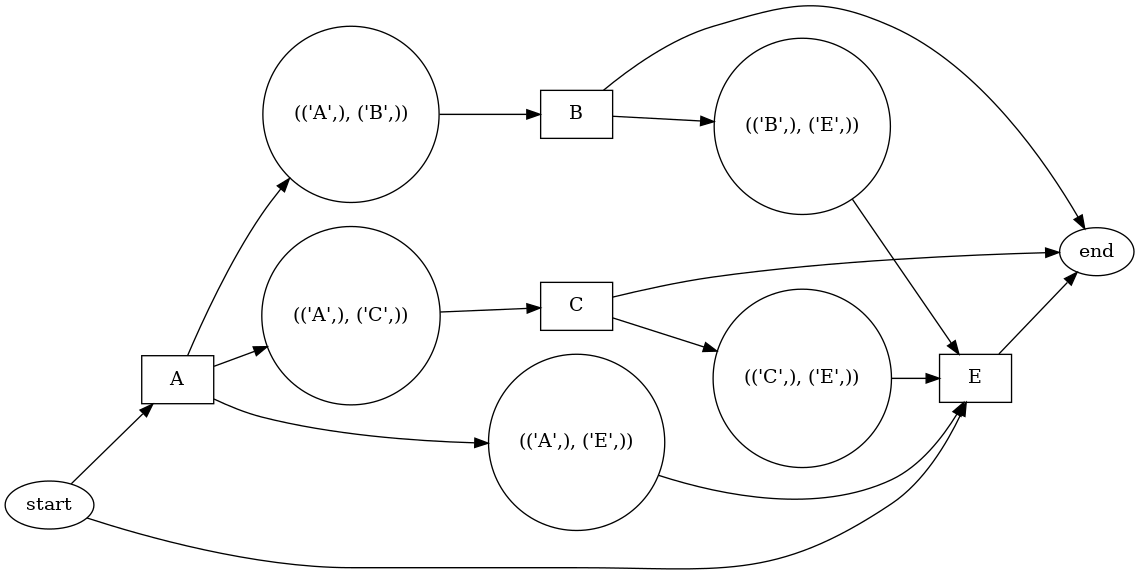 (('A',), ('B',))
B
(('B',), ('E',))
end
(('A',), ('C',))
C
(('C',), ('E',))
E
A
(('A',), ('E',))
start